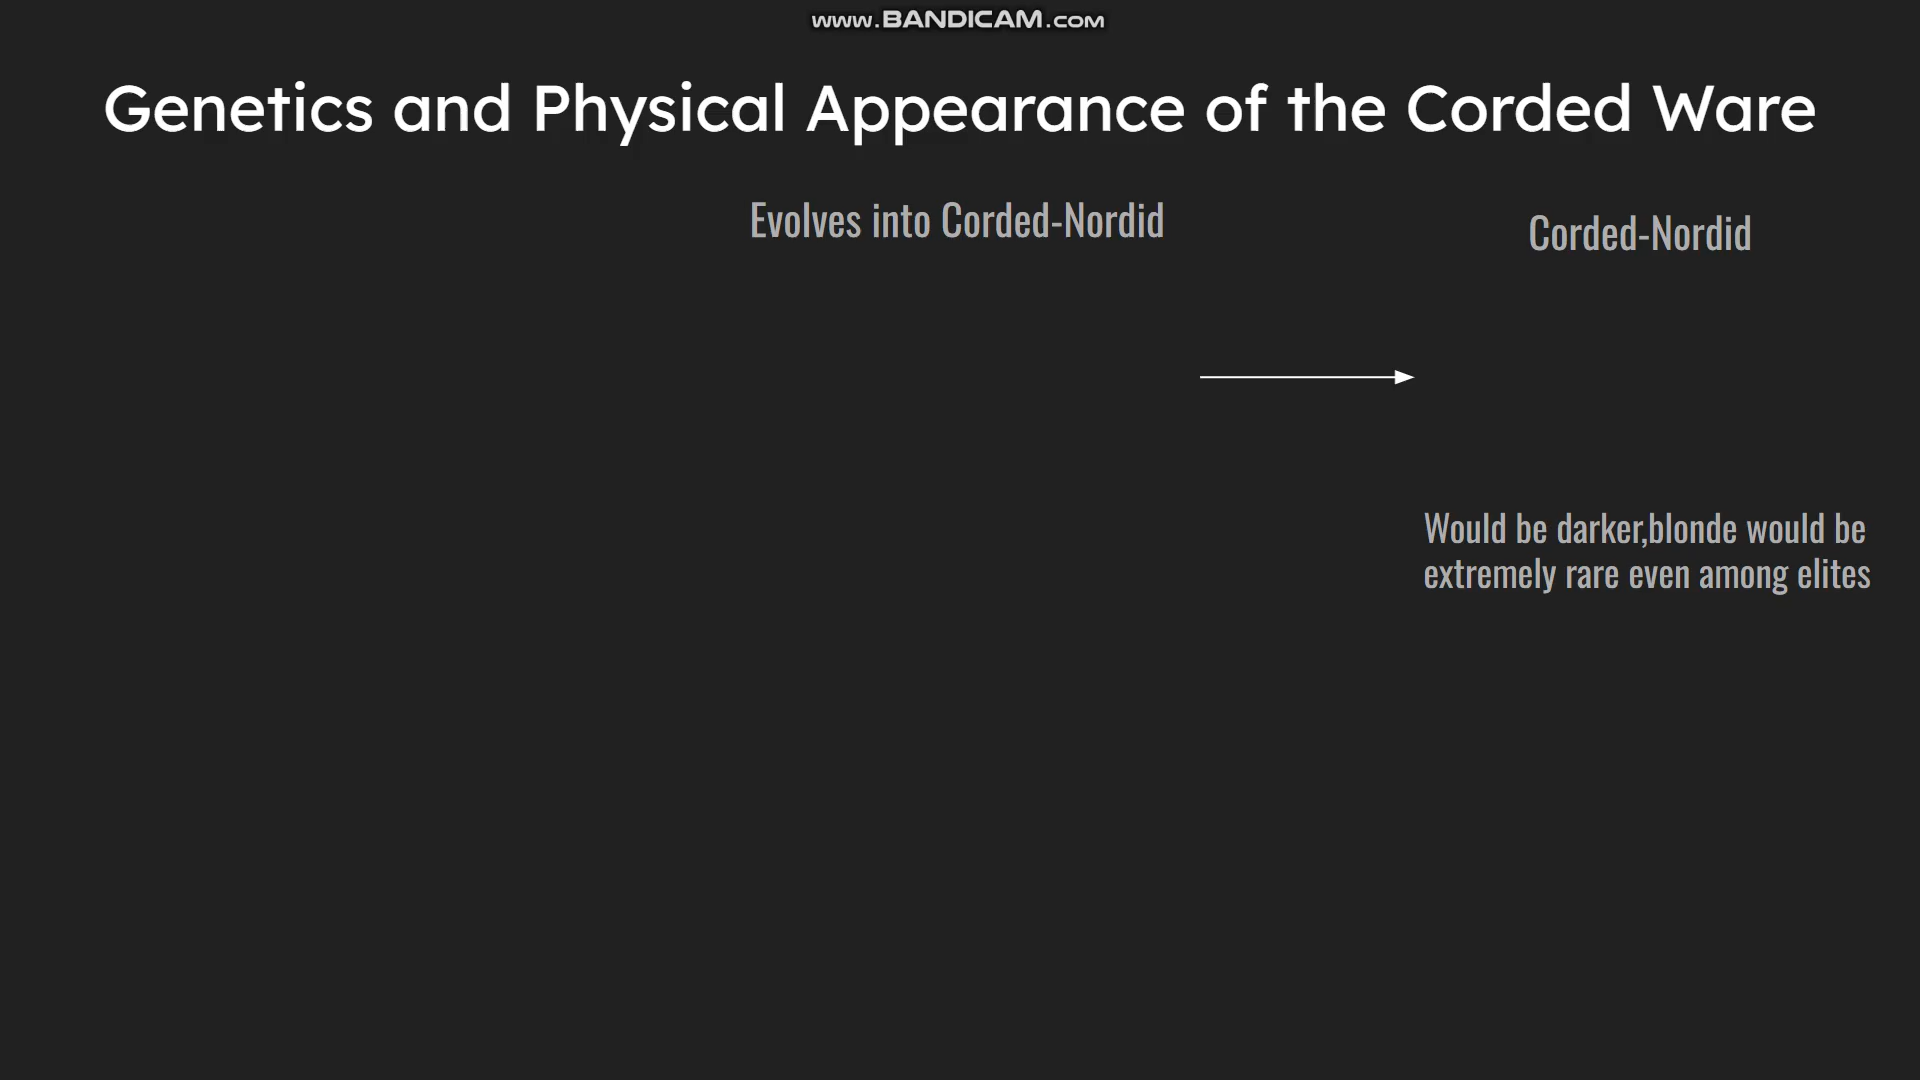 www.BANDICAM.com
Genetics and Physical Appearance of the Corded Ware
Evolves into Corded-Nordid
Corded-Nordid
Would be darker,blonde would be
extremely rare even among elites